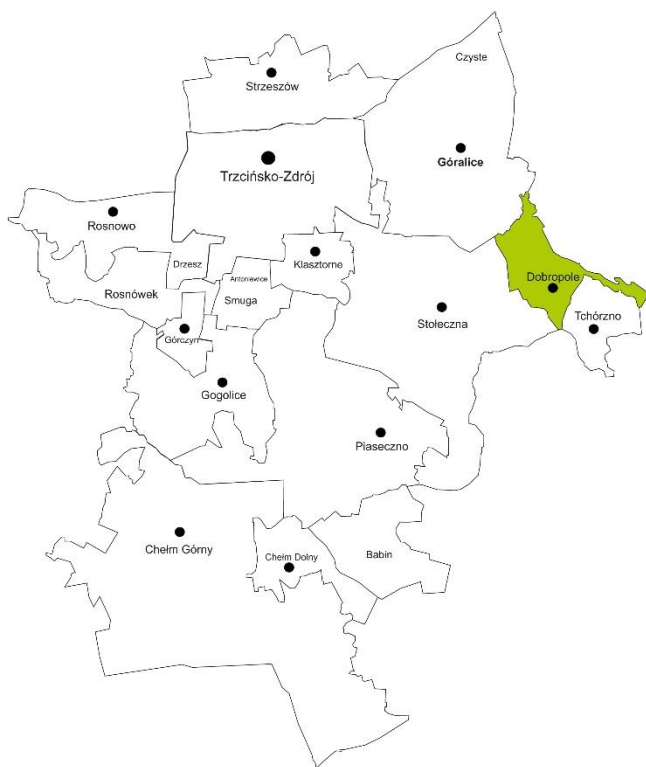 Czyste
Strzeszów
Góralice
Trzcińsko-Zdrój
Rosnowo
Drzesz
Klasztorne
Antoniewce
Rosnówek
Smuga
Dobropole
Stołeczna
Tchórzno
Górczyn
Gogolice
Piaseczno
Chełm Górny
Chełm Dolny
Babin